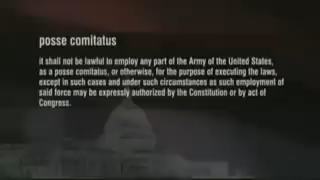 posse comitatus
it shall not be lawful to employ any part of the Army of the United States,
as a posse comitatus, or otherwise, for the purpose of executing the laws,
except in such cases and under such circumstances as such employment of
said force may be expressly authorized by the Constitution or by act of
Congress.